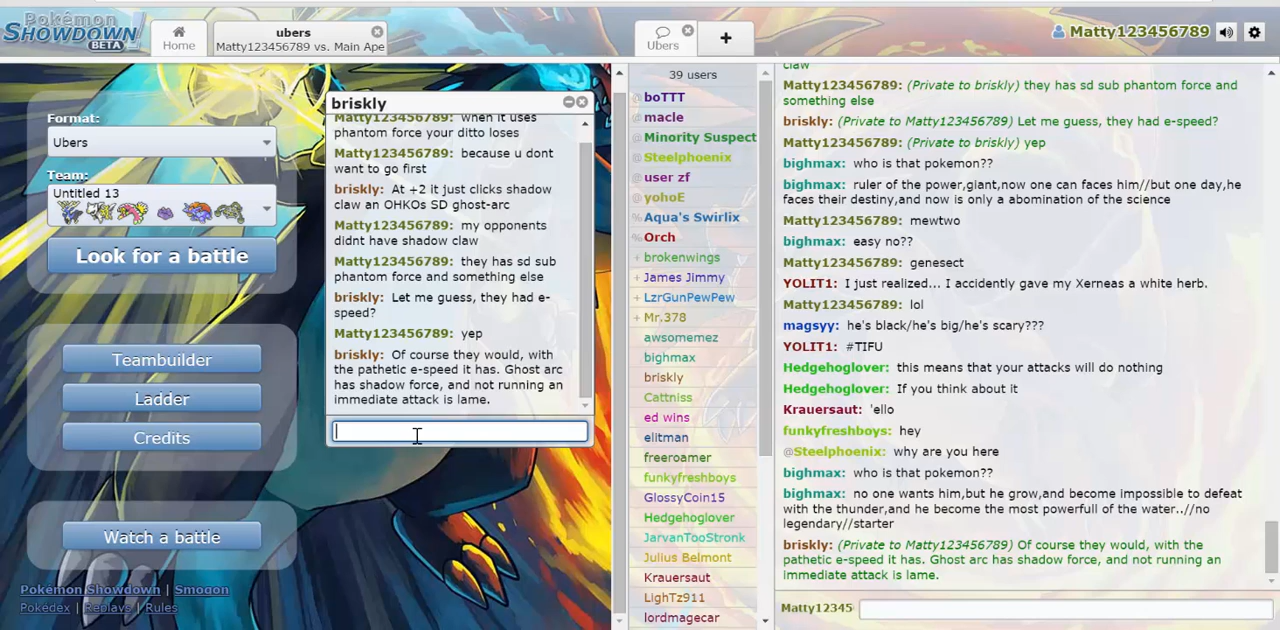 Pokémon
SHOWDOWN!
BETA
Home
ubers
Matty123456789 vs. Main Ape
Ubers
+
Matty123456789
Format:
Ubers
Team:
Untitled 13
Look for a battle
Teambuilder
Ladder
Credits
Watch a battle
Pokémon Showdown | Smogon
Pokédex | Replays | Rules
briskly
Matty123456789: when it uses
phantom force your ditto loses
Matty123456789: because u dont
want to go first
briskly: At +2 it just clicks shadow
claw an OHKOs SD ghost-arc
Matty123456789: my opponents
didnt have shadow claw
Matty123456789: they has sd sub
phantom force and something else
briskly: Let me guess, they had e-
speed?
Matty123456789: yep
briskly: Of course they would, with
the pathetic e-speed it has. Ghost arc
has shadow force, and not running an
immediate attack is lame.
39 users
@ boTTT
@ macle
@ Minority Suspect
@ Steelphoenix
@ user zf
@ yohoE
% Aqua's Swirlix
% Orch
+ brokenwings
+ James Jimmy
+ LzrGunPewPew
+ Mr.378
awsomemez
bighmax
briskly
Cattniss
ed wins
elitman
freeroamer
funkyfreshboys
GlossyCoin15
Hedgehoglover
JarvanTooStronk
Julius Belmont
Krauersaut
LighTz911
lordmagecar
claw
Matty123456789: (Private to briskly) they has sd sub phantom force and
something else
briskly: (Private to Matty123456789) Let me guess, they had e-speed?
Matty123456789: (Private to briskly) yep
bighmax: who is that pokemon??
bighmax: ruler of the power,giant,now one can faces him//but one day,he
faces their destiny,and now is only a abomination of the science
Matty123456789: mewtwo
bighmax: easy no??
Matty123456789: genesect
YOLIT1: I just realized... I accidently gave my Xerneas a white herb.
Matty123456789: lol
magsyy: he's black/he's big/he's scary???
YOLIT1: #TIFU
Hedgehoglover: this means that your attacks will do nothing
Hedgehoglover: If you think about it
Krauersaut: 'ello
funkyfreshboys: hey
@Steelphoenix: why are you here
bighmax: who is that pokemon??
bighmax: no one wants him,but he grow,and become impossible to defeat
with the thunder,and he become the most powerfull of the water..//no
legendary//starter
briskly: (Private to Matty123456789) Of course they would, with the
pathetic e-speed it has. Ghost arc has shadow force, and not running an
immediate attack is lame.
Matty12345